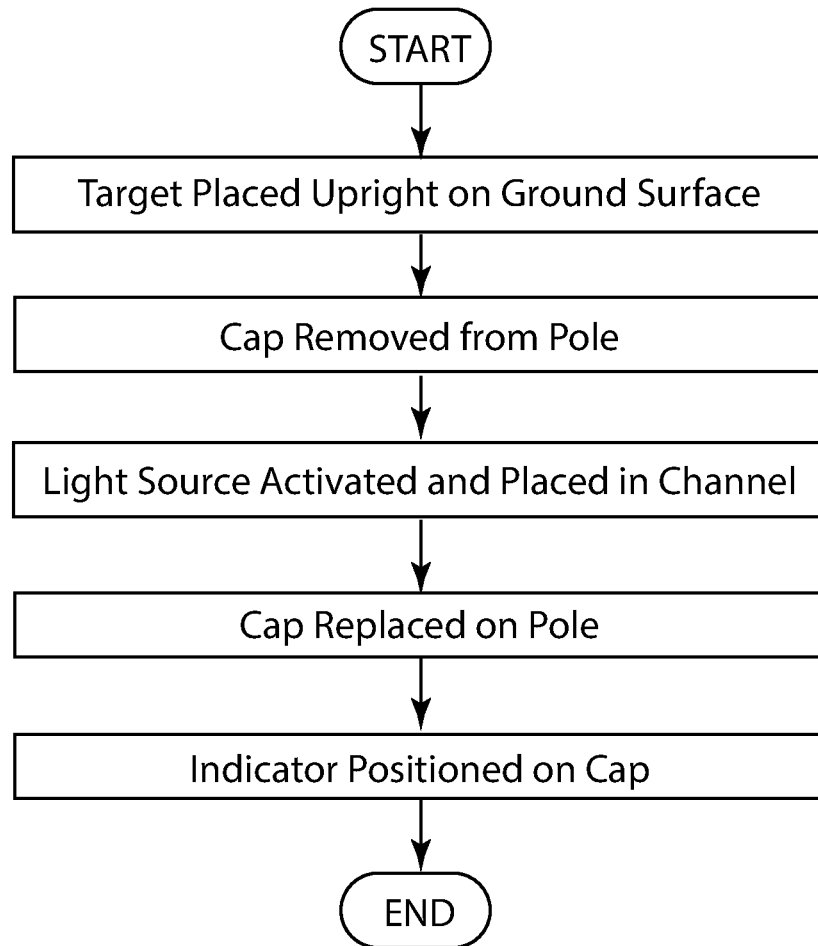 START
Target Placed Upright on Ground Surface
Cap Removed from Pole
Light Source Activated and Placed in Channel
Cap Replaced on Pole
Indicator Positioned on Cap
END